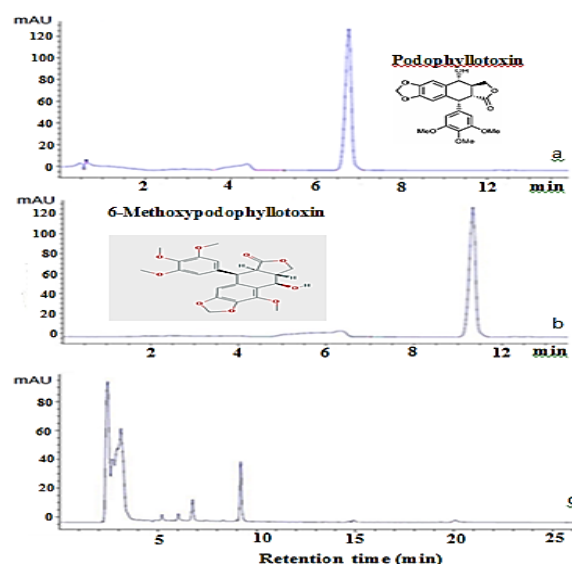 mAU
120
100
80
60
40
20
0
Podophyllotoxin
OH
O
O
O
O
MeO
OMe
OMe
a
2 4 6 8 10 12 min
mAU
120
100
80
60
40
20
0
6-Methoxypodophyllotoxin
b
2 4 6 8 10 12 min
mAU
80
60
40
20
0
g
5 10 15 20 25
Retention time (min)